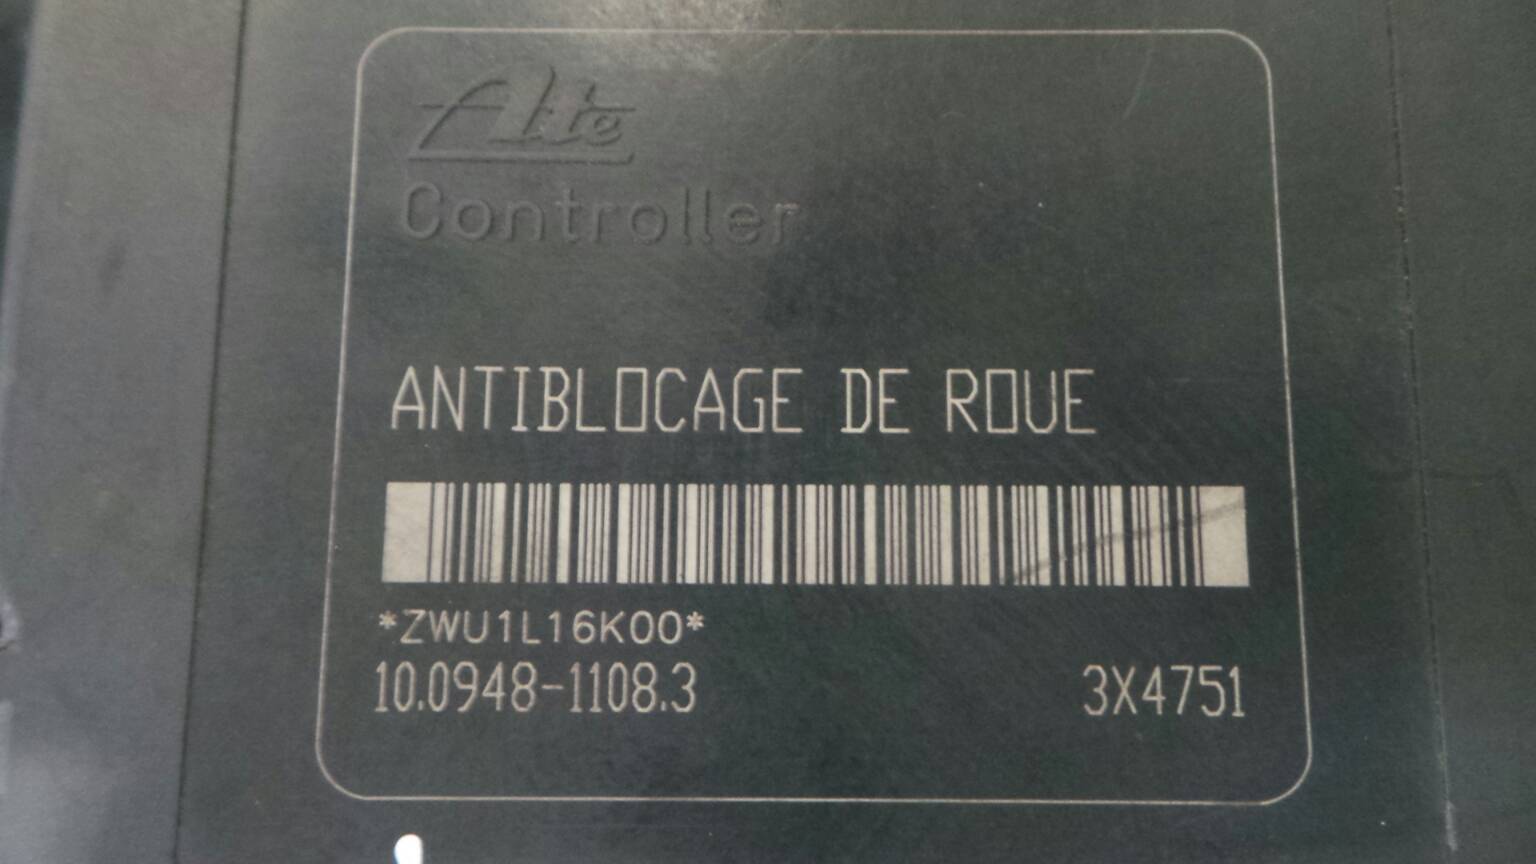 Ate
Controller
ANTIBLOCAGE DE ROUE
*ZWU1L16K00*
10.0948-1108.3 3X4751